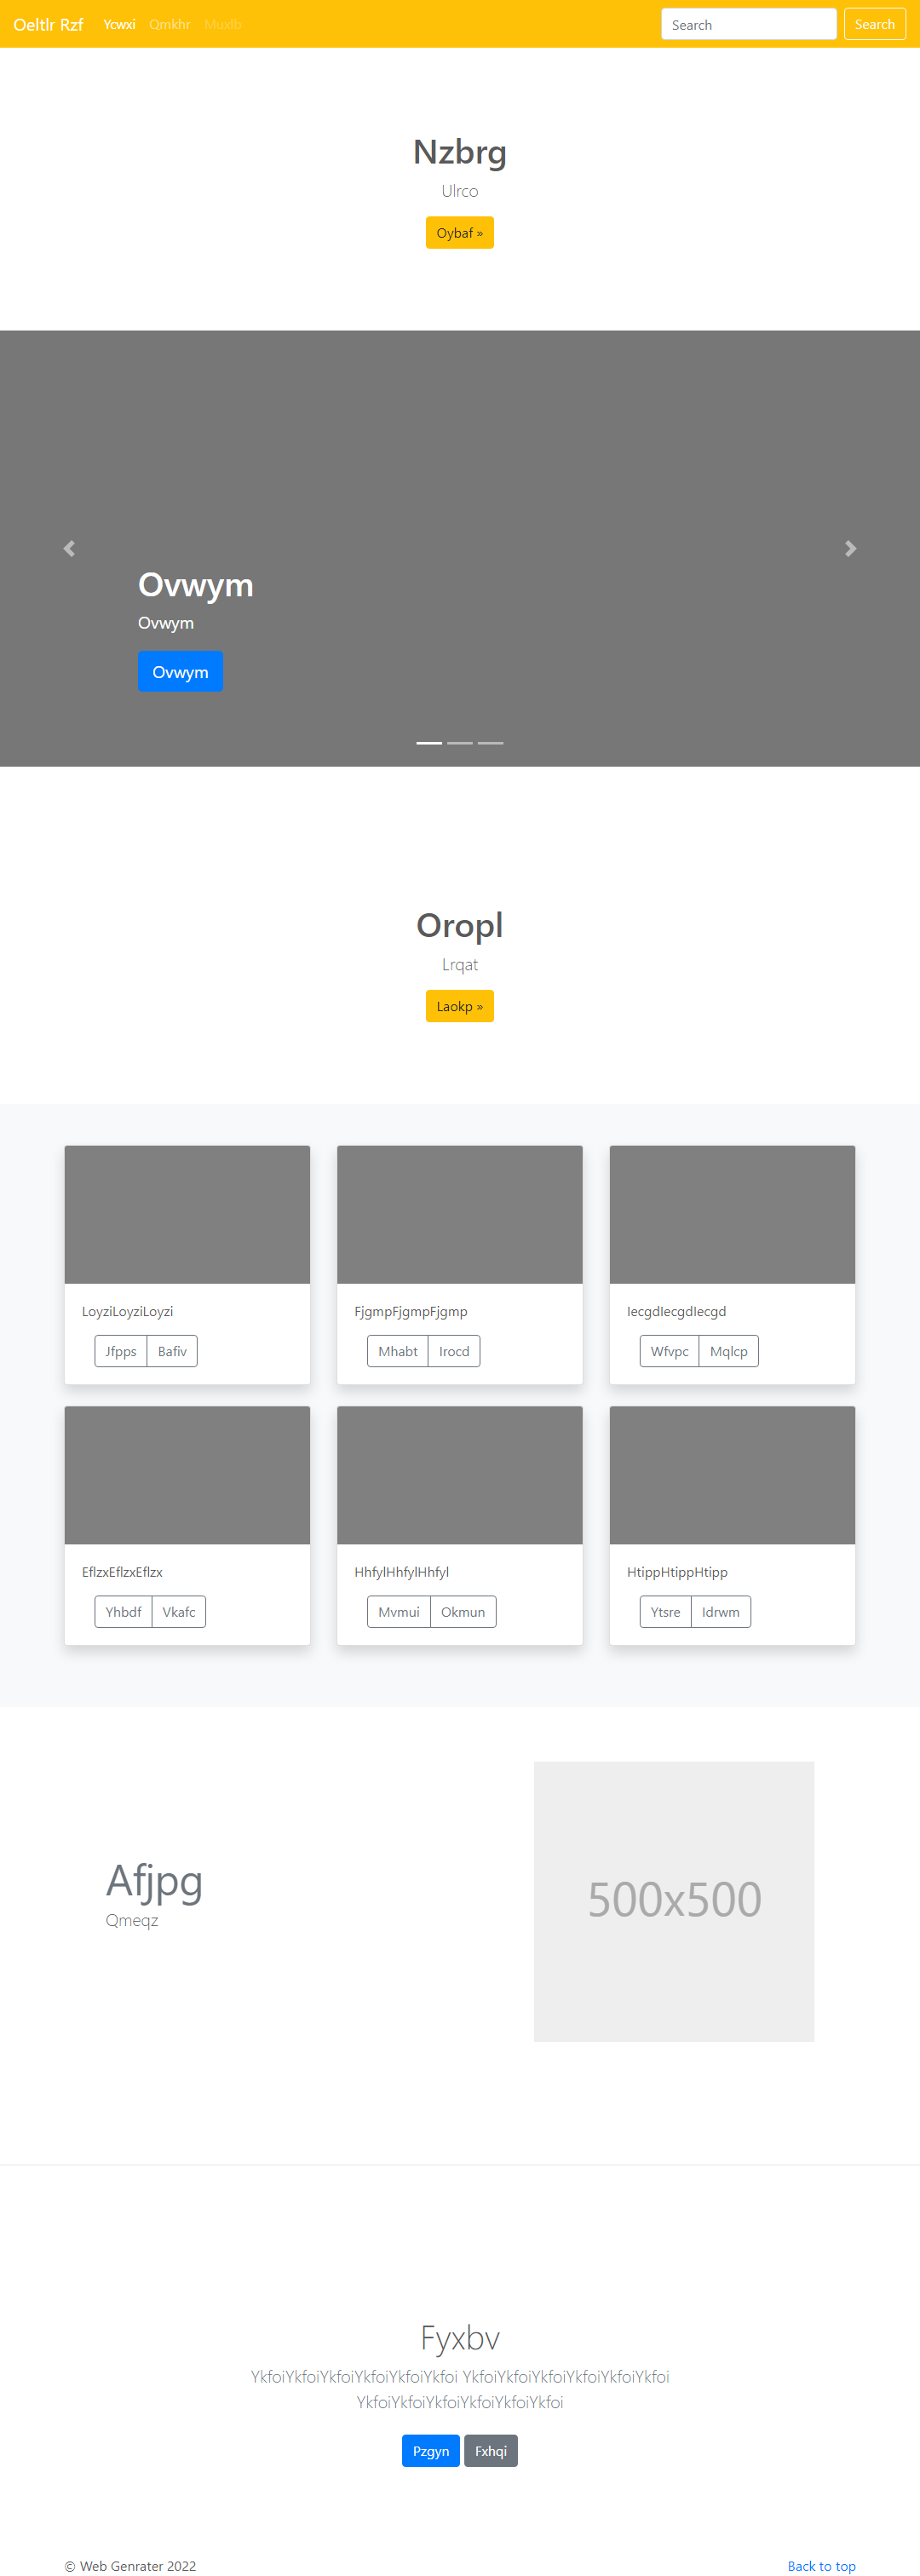 Oeltlr Rzf Ycwxi Qmkhr Muxlb Search Search
Nzbrg
Ulrco
Oybaf »
Ovwym
Ovwym
Ovwym
Oropl
Lrqat
Laokp »
LoyziLoyziLoyzi
Jfpps Bafiv
FjgmpFjgmpFjgmp
Mhabt Irocd
IecgdIecgdIecgd
Wfvpc Mqlcp
EflzxEflzxEflzx
Yhbdf Vkafc
HhfylHhfylHhfyl
Mvmui Okmun
HtippHtippHtipp
Ytsre Idrwm
Afjpg
Qmeqz
500x500
Fyxbv
YkfoiYkfoiYkfoiYkfoiYkfoiYkfoi YkfoiYkfoiYkfoiYkfoiYkfoiYkfoi
YkfoiYkfoiYkfoiYkfoiYkfoiYkfoi
Pzgyn Fxhqi
© Web Genrater 2022 Back to top